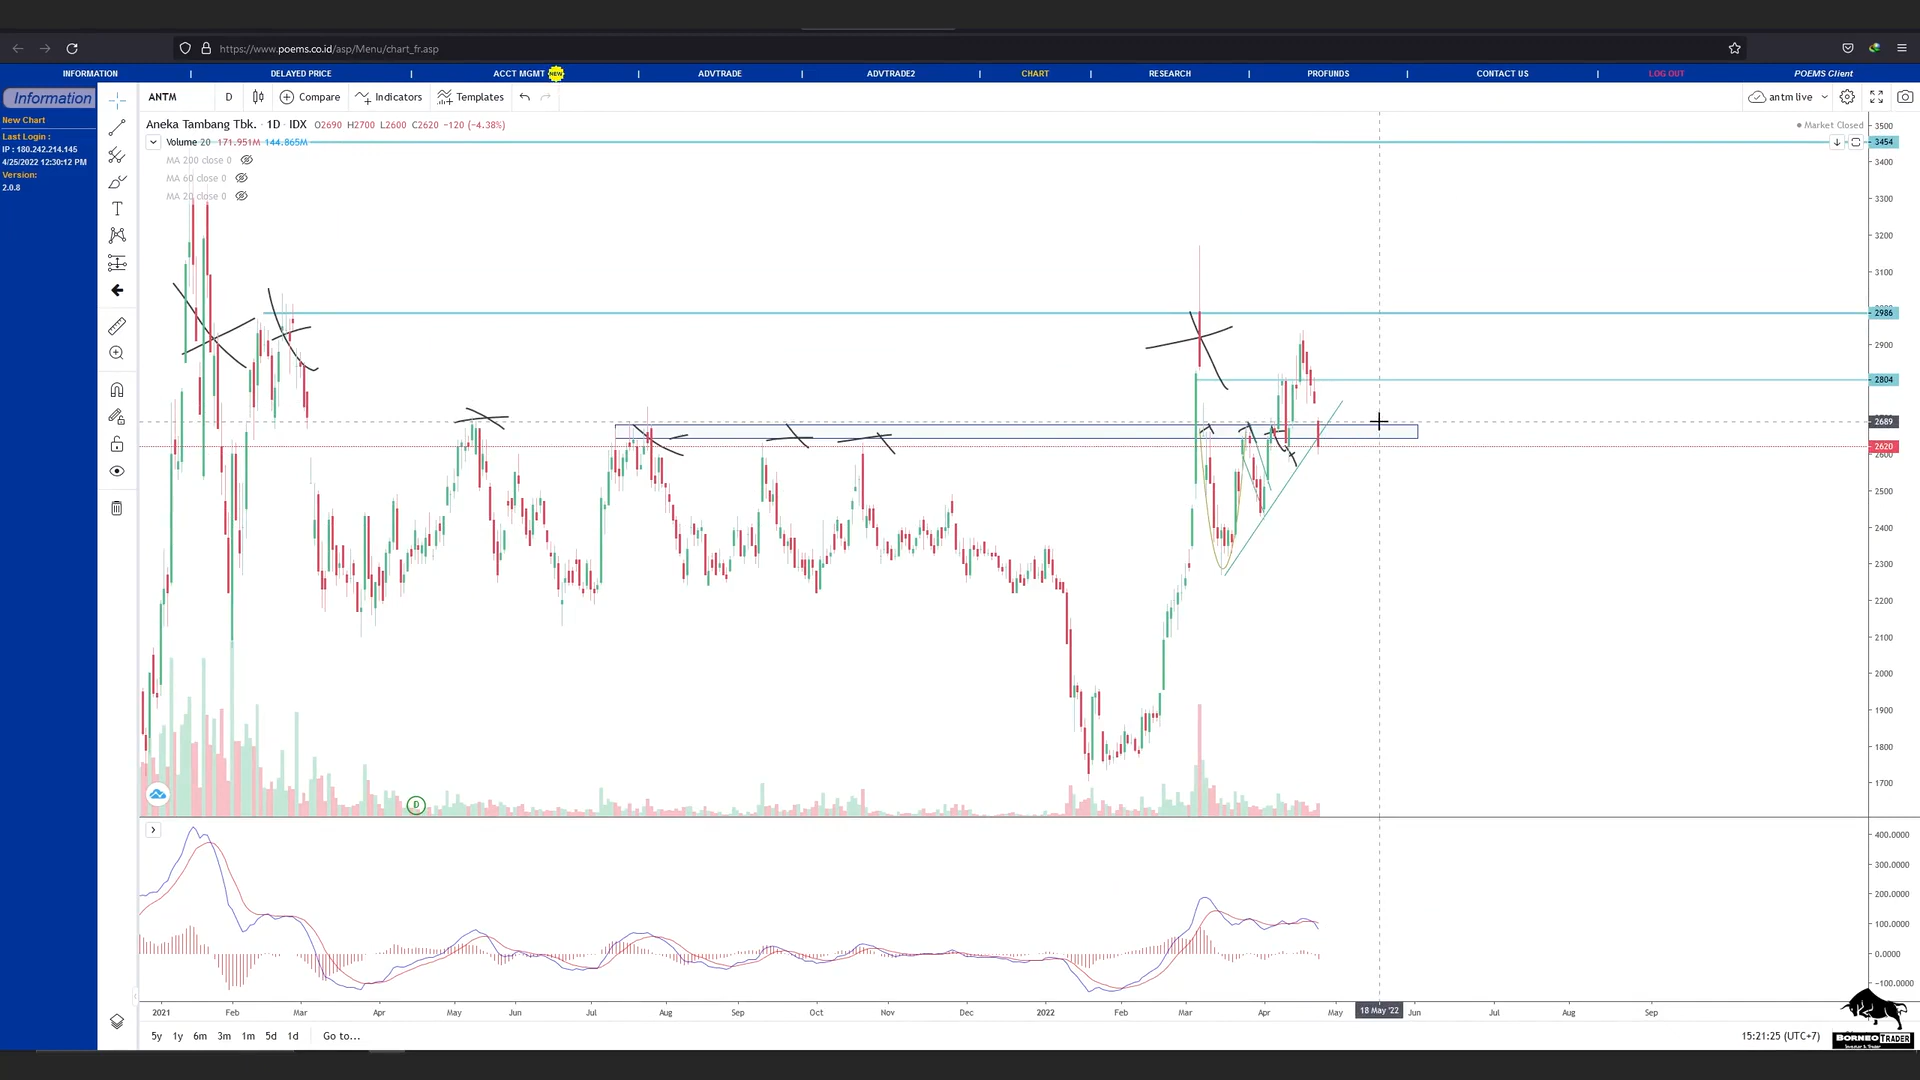 https://www.poems.co.id/asp/Menu/chart_fr.asp
INFORMATION | DELAYED PRICE | ACCT MGMT NEW | ADVTRADE | ADVTRADE2 | CHART | RESEARCH | PROFUNDS | CONTACT US | LOG OUT POEMS Client
Information
New Chart
Last Login :
IP : 180.242.214.145
4/25/2022 12:30:12 PM
Version:
2.0.8
ANTM D Compare Indicators Templates antm live
Aneka Tambang Tbk. · 1D · IDX O2690 H2700 L2600 C2620 −120 (−4.38%)
Market Closed
Volume 20 171.951M 144.865M
MA 200 close 0
MA 60 close 0
MA 20 close 0
3500
3454
3400
3300
3200
3100
2986
2900
2804
2689
2620
2600
2500
2400
2300
2200
2100
2000
1900
1800
1700
D
400.0000
300.0000
200.0000
100.0000
0.0000
−100.0000
2021 Feb Mar Apr May Jun Jul Aug Sep Oct Nov Dec 2022 Feb Mar Apr May 18 May '22 Jun Jul Aug Sep
5y 1y 6m 3m 1m 5d 1d Go to...
15:21:25 (UTC+7)
BORNEO TRADER
Investor & Trader